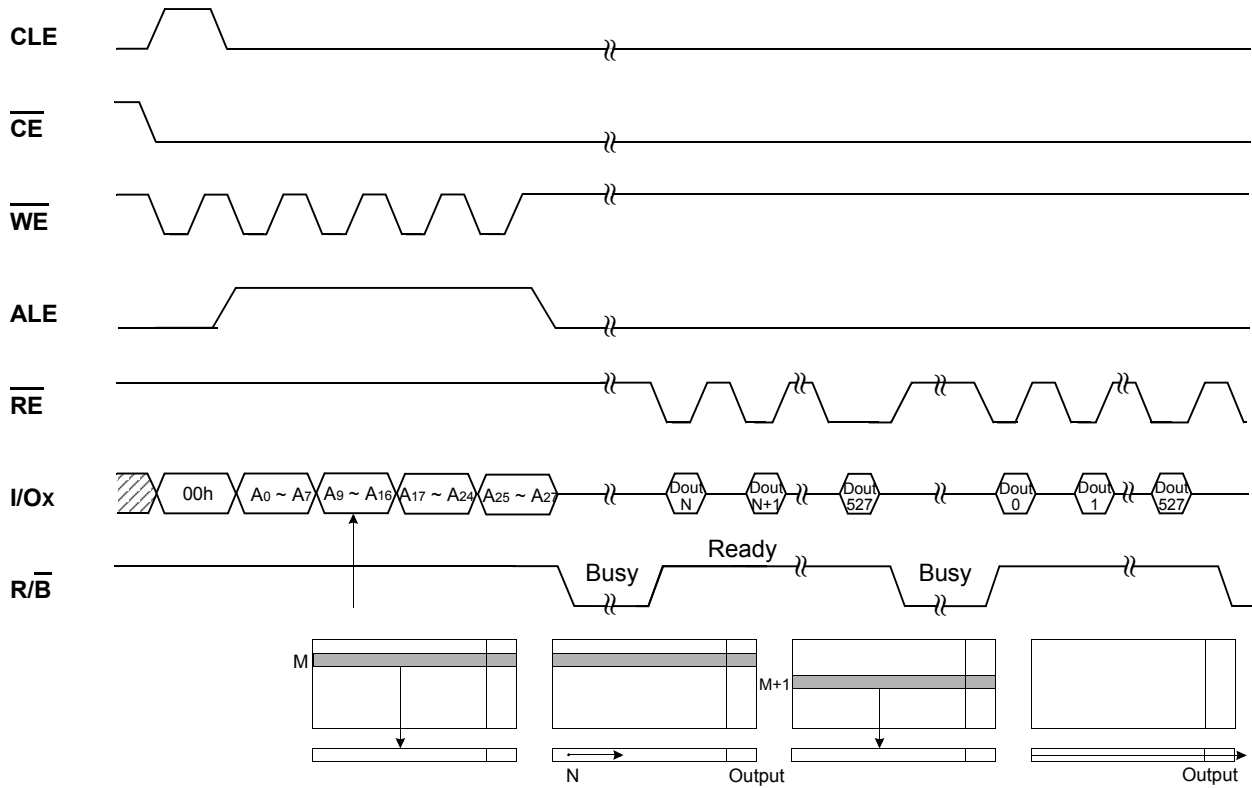 CLE
CE
WE
ALE
RE
I/Ox 00h A0 ~ A7 A9 ~ A16 A17 ~ A24 A25 ~ A27 Dout N Dout N+1 Dout 527 Dout 0 Dout 1 Dout 527
R/B Busy Ready Busy
M M+1
N Output Output